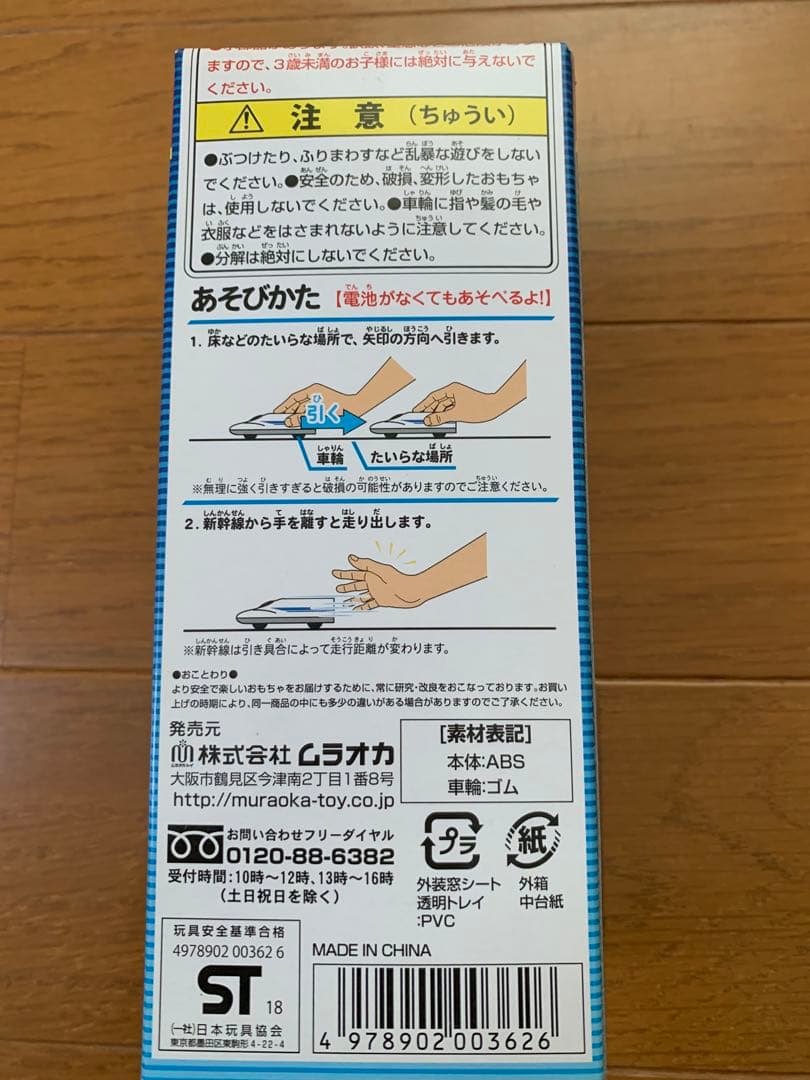 ますので、3歳未満のお子様には絶対に与えないで
ください。
注 意 (ちゅうい)
●ぶつけたり、ふりまわすなど乱暴な遊びをしない
でください。●安全のため、破損、変形したおもちゃ
は、使用しないでください。●車輪に指や髪の毛や
衣服などをはさまれないように注意してください。
●分解は絶対にしないでください。
あそびかた【電池がなくてもあそべるよ!】
1. 床などのたいらな場所で、矢印の方向へ引きます。
引く
車輪 たいらな場所
※無理に強く引きすぎると破損の可能性がありますのでご注意ください。
2. 新幹線から手を離すと走り出します。
※新幹線は引き具合によって走行距離が変わります。
●おことわり●
より安全で楽しいおもちゃをお届けするために、常に研究・改良をおこなっております。お買い
上げの時期により、同一商品の中にも多少の違いがある場合がありますのでご了承ください。
発売元
株式会社 ムラオカ
大阪市鶴見区今津南2丁目1番8号
http://muraoka-toy.co.jp
[素材表記]
本体:ABS
車輪:ゴム
お問い合わせフリーダイヤル
0120-88-6382
受付時間:10時〜12時、13時〜16時
(土日祝日を除く)
プラ
外装窓シート
透明トレイ
:PVC
紙
外箱
中台紙
玩具安全基準合格
4978902 00362 6
ST 18
(一社)日本玩具協会
東京都墨田区東駒形4-22-4
MADE IN CHINA
4 978902 003626